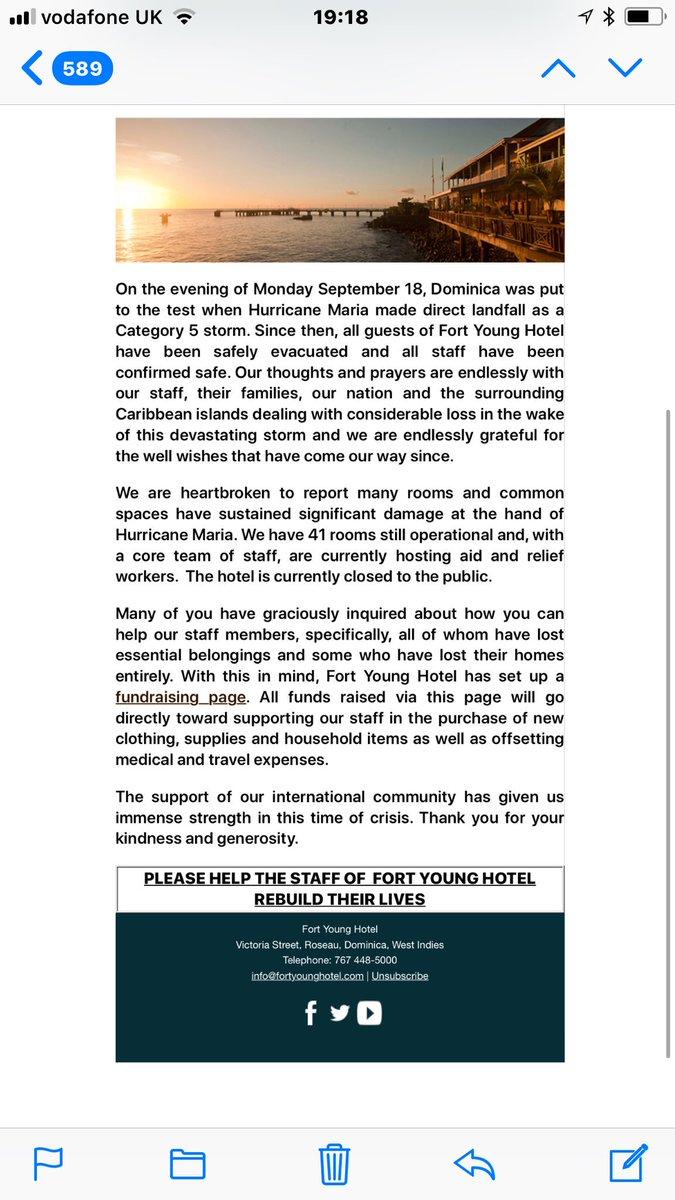 vodafone UK
19:18
589
On the evening of Monday September 18, Dominica was put
to the test when Hurricane Maria made direct landfall as a
Category 5 storm. Since then, all guests of Fort Young Hotel
have been safely evacuated and all staff have been
confirmed safe. Our thoughts and prayers are endlessly with
our staff, their families, our nation and the surrounding
Caribbean islands dealing with considerable loss in the wake
of this devastating storm and we are endlessly grateful for
the well wishes that have come our way since.
We are heartbroken to report many rooms and common
spaces have sustained significant damage at the hand of
Hurricane Maria. We have 41 rooms still operational and, with
a core team of staff, are currently hosting aid and relief
workers. The hotel is currently closed to the public.
Many of you have graciously inquired about how you can
help our staff members, specifically, all of whom have lost
essential belongings and some who have lost their homes
entirely. With this in mind, Fort Young Hotel has set up a
fundraising page. All funds raised via this page will go
directly toward supporting our staff in the purchase of new
clothing, supplies and household items as well as offsetting
medical and travel expenses.
The support of our international community has given us
immense strength in this time of crisis. Thank you for your
kindness and generosity.
PLEASE HELP THE STAFF OF FORT YOUNG HOTEL
REBUILD THEIR LIVES
Fort Young Hotel
Victoria Street, Roseau, Dominica, West Indies
Telephone: 767 448-5000
info@fortyounghotel.com | Unsubscribe